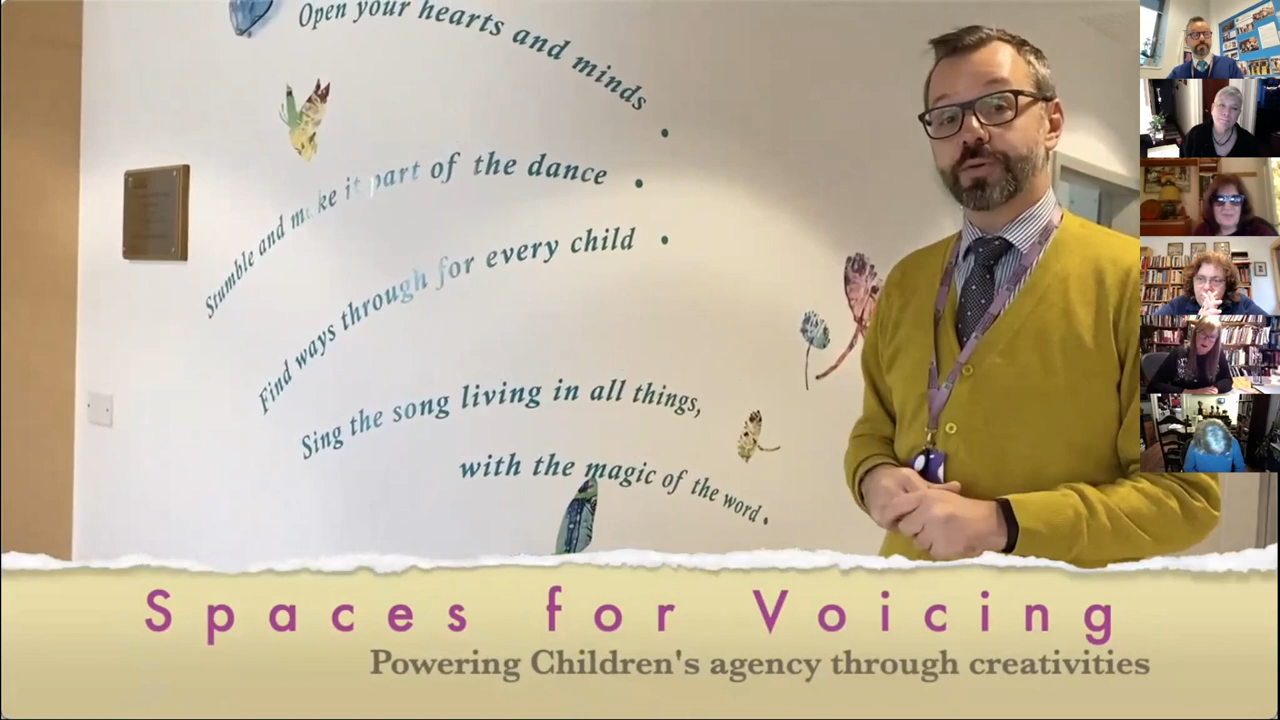 Open your hearts and minds
Stumble and make it part of the dance
Find ways through for every child
Sing the song living in all things,
with the magic of the word.
Spaces for Voicing
Powering Children's agency through creativities